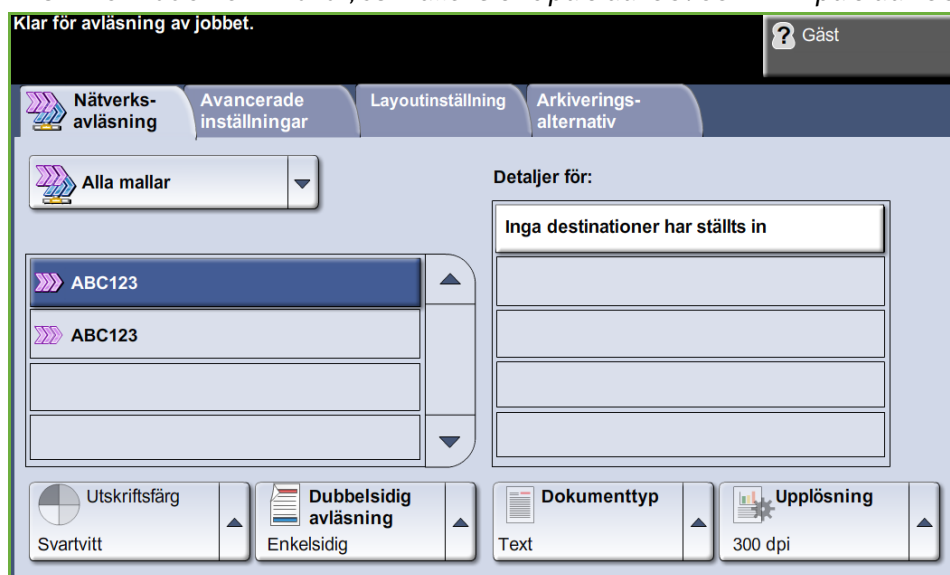 Klar för avläsning av jobbet.
Gäst
Nätverks-
avläsning
Avancerade
inställningar
Layoutinställning
Arkiverings-
alternativ
Alla mallar
Detaljer för:
Inga destinationer har ställts in
ABC123
ABC123
Utskriftsfärg
Svartvitt
Dubbelsidig
avläsning
Enkelsidig
Dokumenttyp
Text
Upplösning
300 dpi